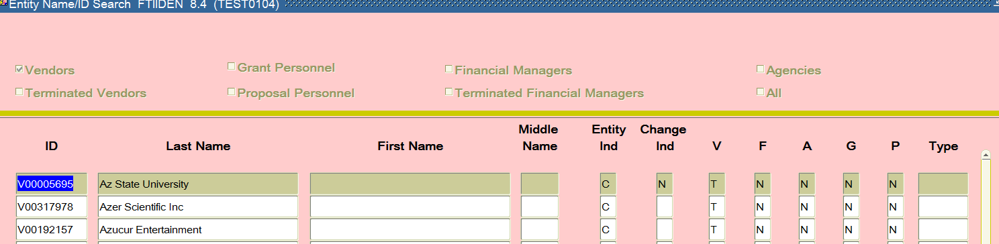 Entity Name/ID Search FTIIDEN 8.4 (TEST0104)
Vendors Grant Personnel Financial Managers Agencies
Terminated Vendors Proposal Personnel Terminated Financial Managers All
Middle Entity Change
ID Last Name First Name Name Ind Ind V F A G P Type
V00005695 Az State University C N T N N N N
V00317978 Azer Scientific Inc C T N N N N
V00192157 Azucur Entertainment C T N N N N